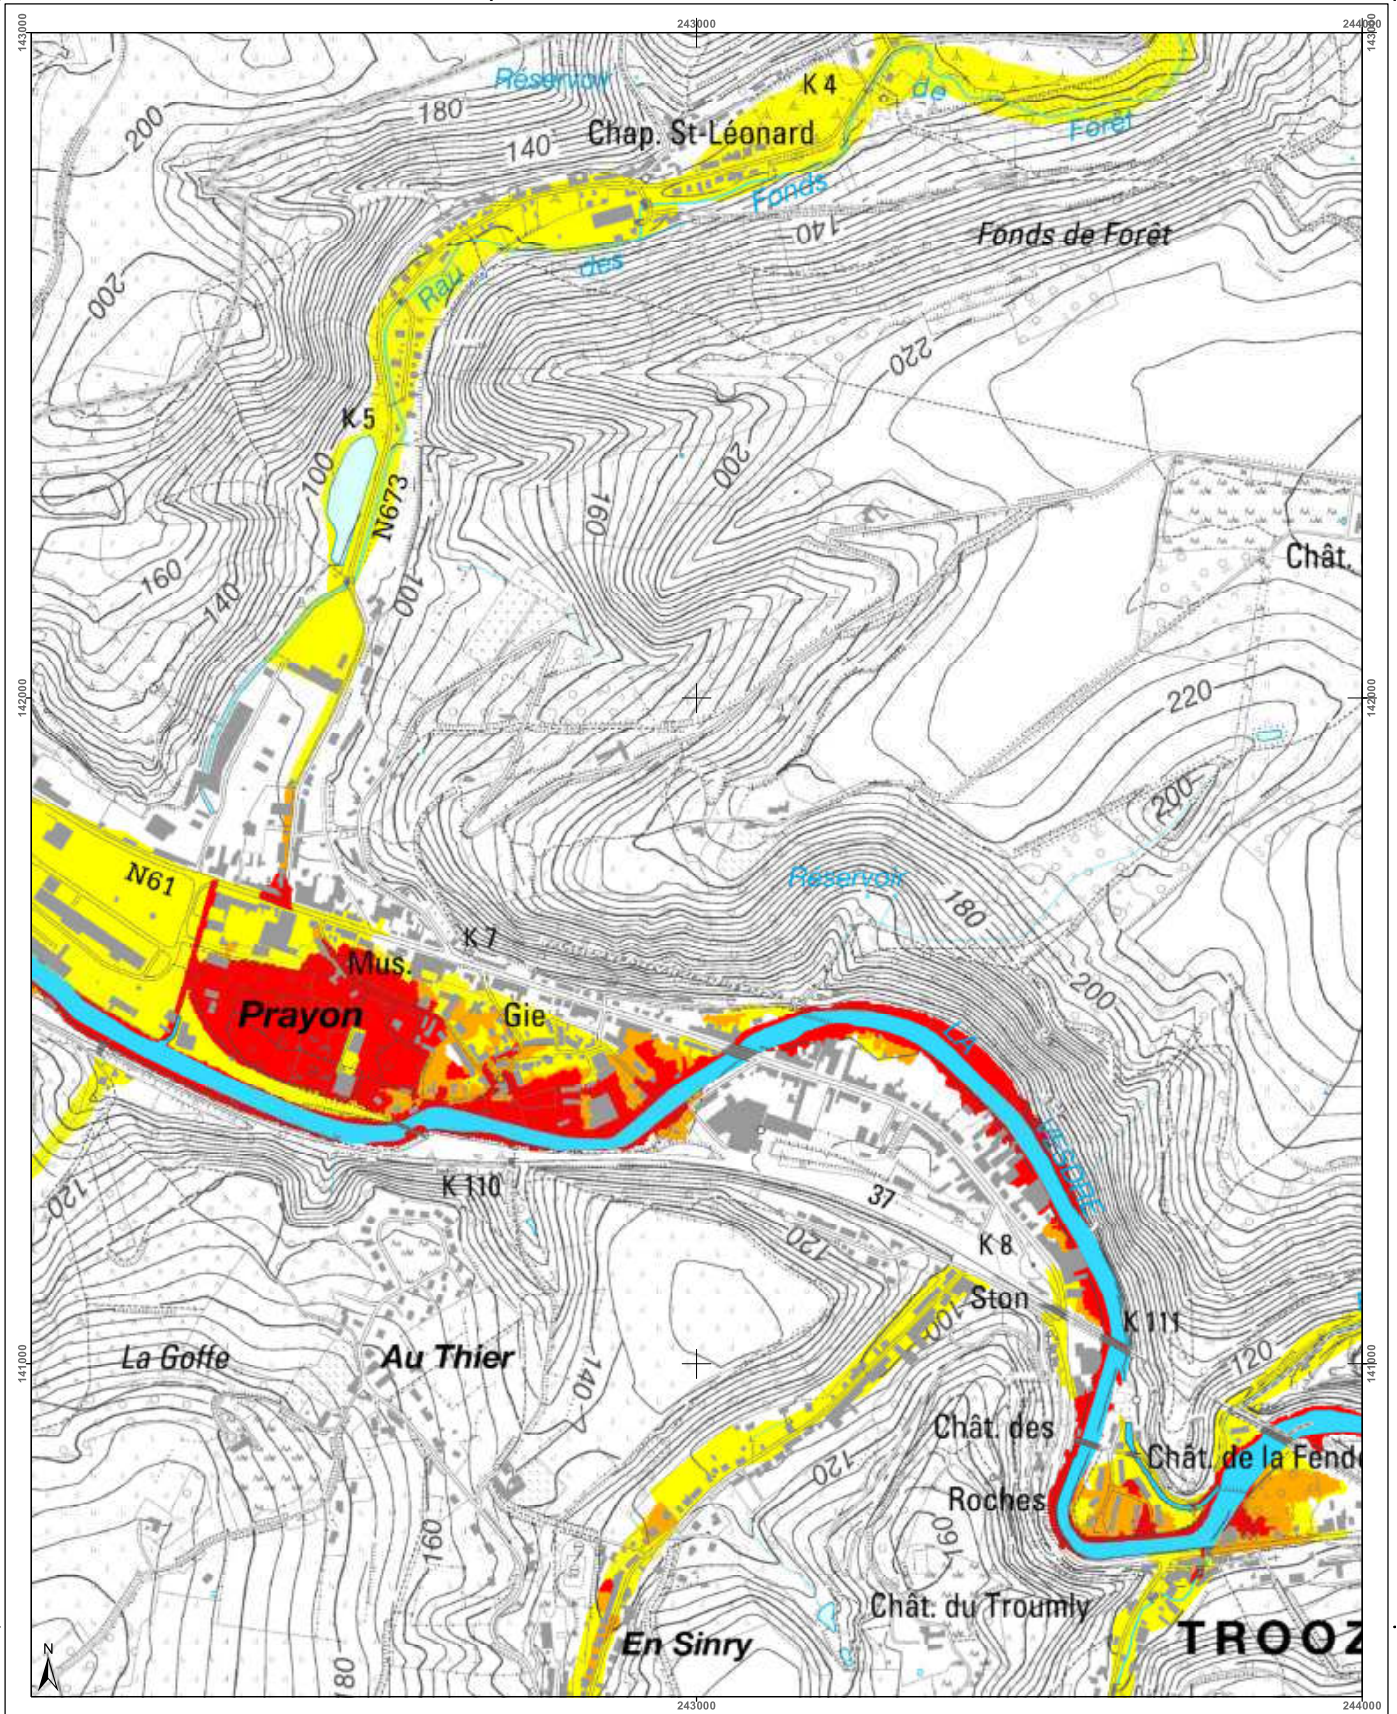 243000
244000
143000
143000
Réservoir
K 4
de
180
200
Chap. St-Léonard
Forêt
140
Fonds
140
Fonds de Forêt
des
Rau
200
220
K 5
100
200
N673
160
Chât.
160
100
140
142000
142000
220
200
N61
Réservoir
180
K 7
Mus.
200
Prayon
Gie
LA
VESDRE
120
K 110
37
120
K 8
Ston
100
K 111
141000
141000
La Goffe
Au Thier
140
120
Chât. des
Roches
120
Chât. de la Fende
160
160
Chât. du Troumly
N
En Sinry
TROOZ
180
243000
244000